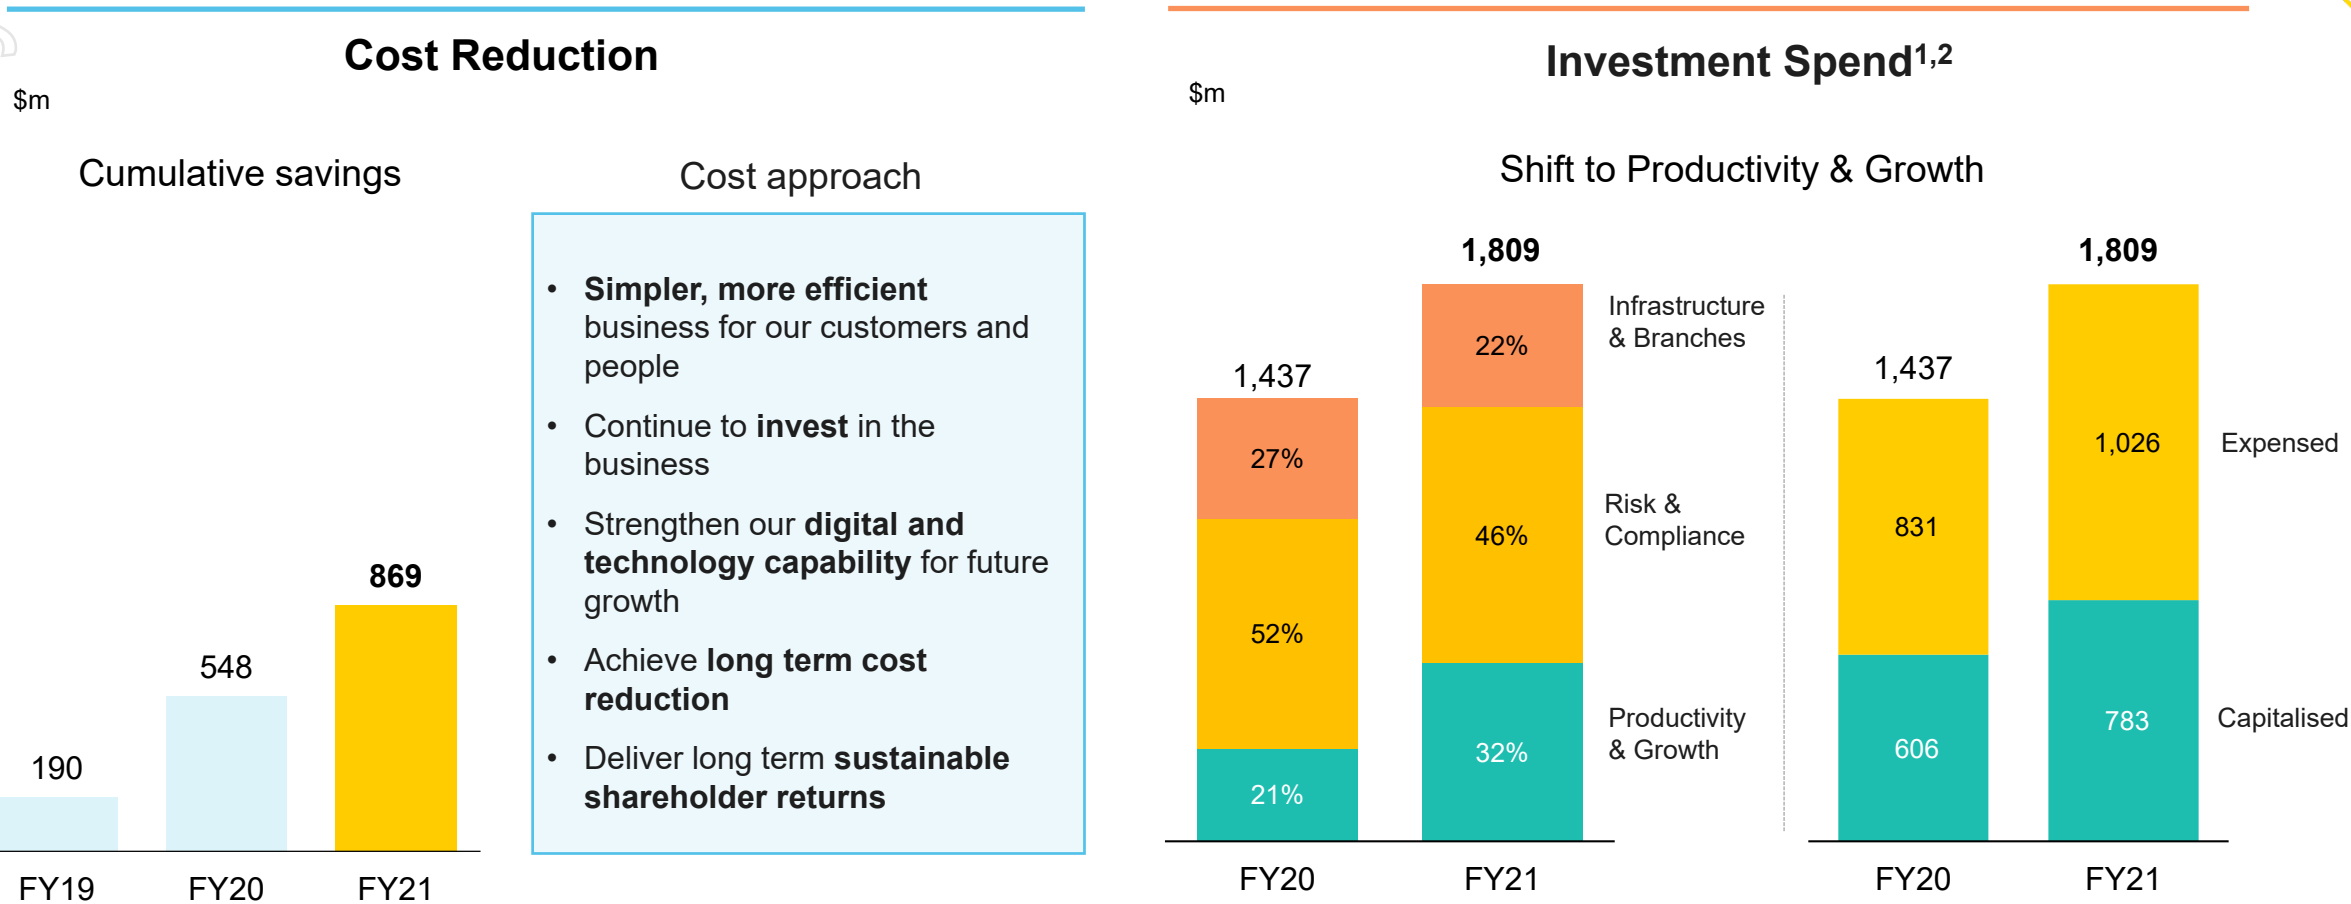 Cost Reduction
$m
Cumulative savings
869
548
190
FY19 FY20 FY21
Cost approach
• Simpler, more efficient
business for our customers and
people
• Continue to invest in the
business
• Strengthen our digital and
technology capability for future
growth
• Achieve long term cost
reduction
• Deliver long term sustainable
shareholder returns
Investment Spend1,2
$m
Shift to Productivity & Growth
1,437
27%
52%
21%
FY20
1,809
22%
46%
32%
FY21
Infrastructure
& Branches
Risk &
Compliance
Productivity
& Growth
1,437
831
606
FY20
1,809
1,026
783
FY21
Expensed
Capitalised